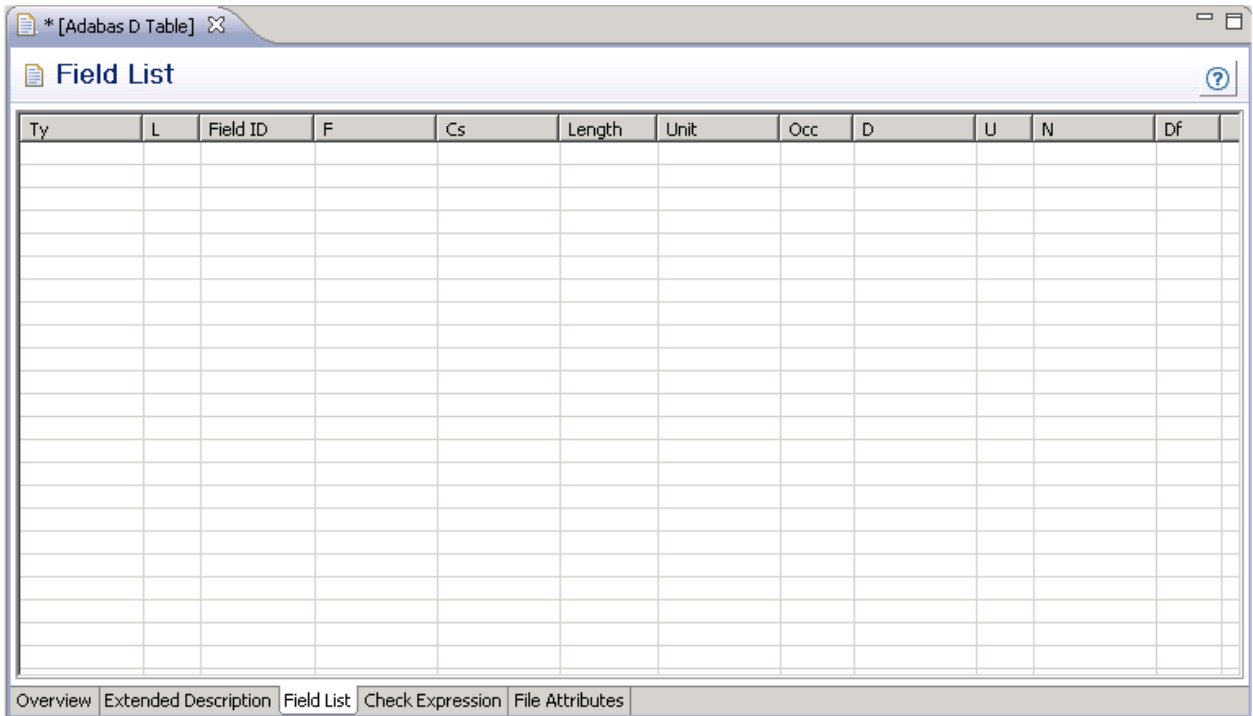 * [Adabas D Table]
Field List
Ty L Field ID F Cs Length Unit Occ D U N Df
Overview Extended Description Field List Check Expression File Attributes